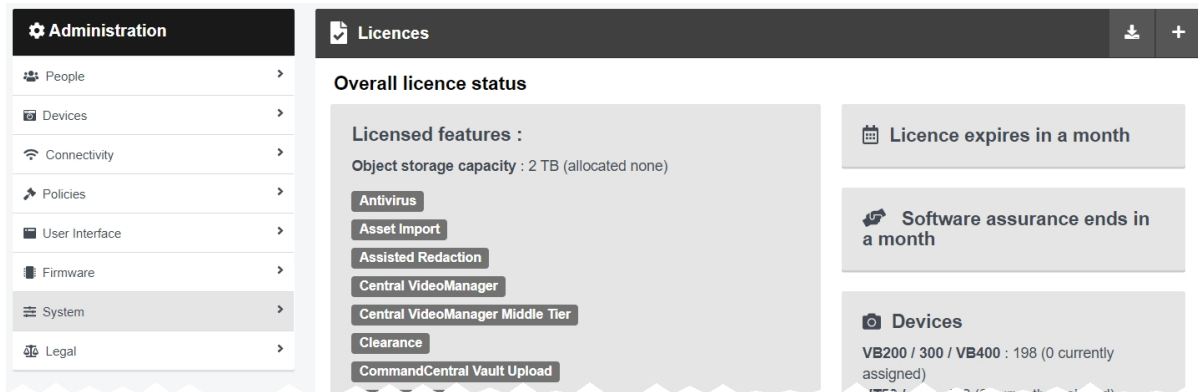 Administration
People
Devices
Connectivity
Policies
User Interface
Firmware
System
Legal
Licences
Overall licence status
Licensed features :
Object storage capacity : 2 TB (allocated none)
Antivirus
Asset Import
Assisted Redaction
Central VideoManager
Central VideoManager Middle Tier
Clearance
CommandCentral Vault Upload
Licence expires in a month
Software assurance ends in
a month
Devices
VB200 / 300 / VB400 : 198 (0 currently
assigned)